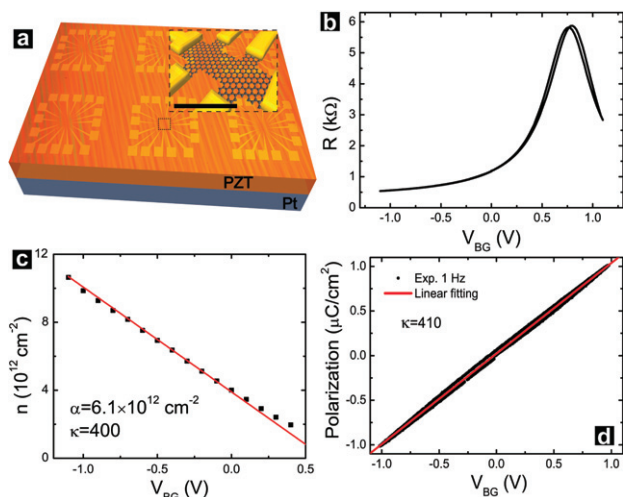 a
PZT
Pt
b
R (kΩ)
6
5
4
3
2
1
0
-1.0 -0.5 0.0 0.5 1.0
V_BG (V)
c
n (10^12 cm^-2)
12
8
4
0
α=6.1×10^12 cm^-2
κ=400
-1.0 -0.5 0.0 0.5
V_BG (V)
d
Polarization (μC/cm^2)
1.0
0.5
0.0
-0.5
-1.0
Exp. 1 Hz
Linear fitting
κ=410
-1.0 -0.5 0.0 0.5 1.0
V_BG (V)